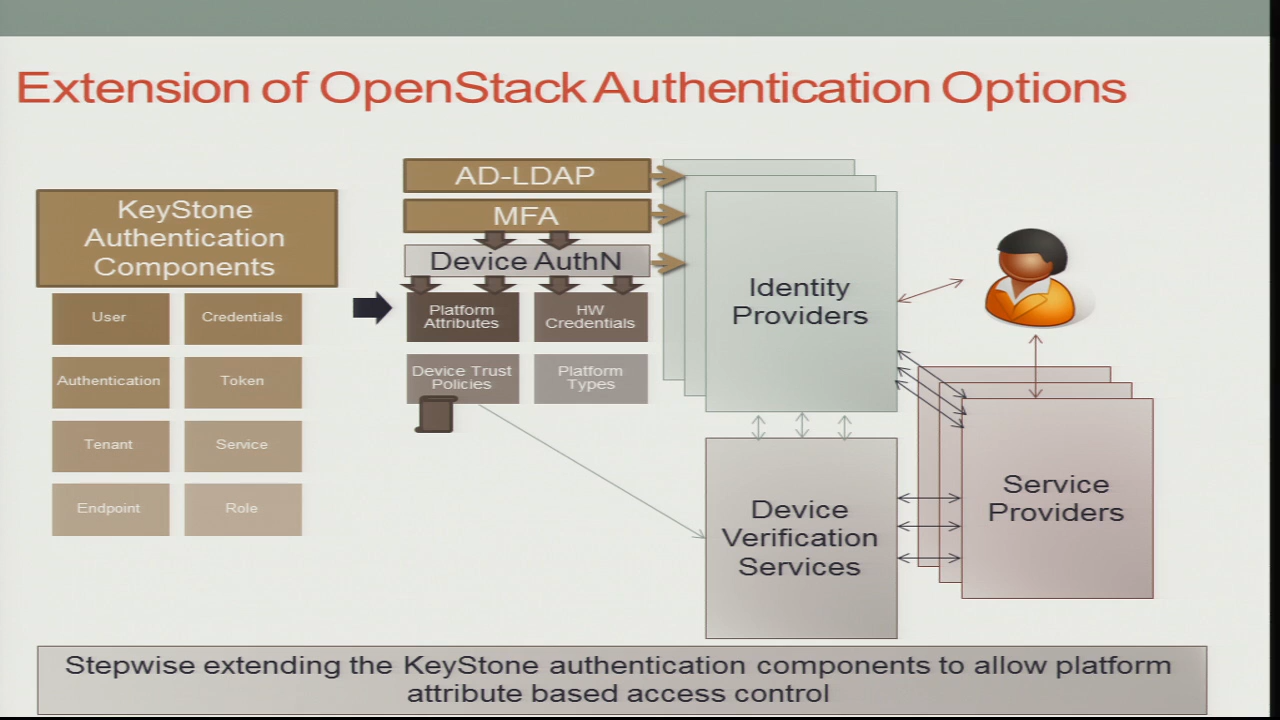 Extension of OpenStack Authentication Options
KeyStone
Authentication
Components
User
Credentials
Authentication
Token
Tenant
Service
Endpoint
Role
AD-LDAP
MFA
Device AuthN
Platform
Attributes
HW
Credentials
Device Trust
Policies
Platform
Types
Identity
Providers
Device
Verification
Services
Service
Providers
Stepwise extending the KeyStone authentication components to allow platform
attribute based access control